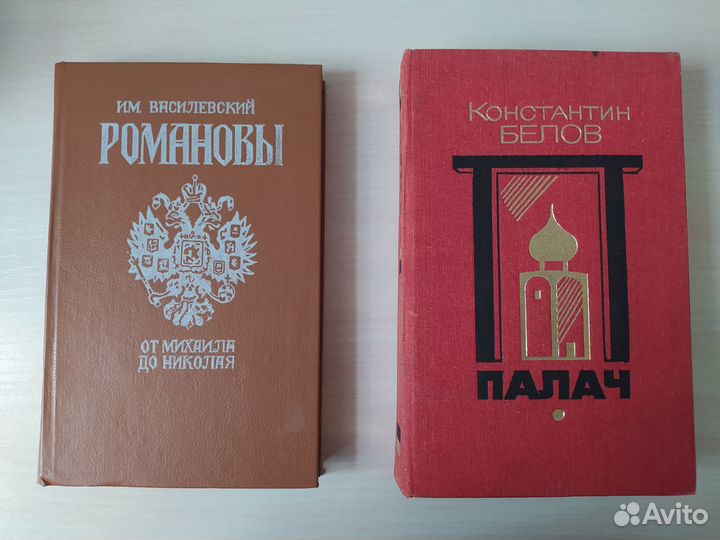 ИМ. ВАСИЛЕВСКИЙ
РОМАНОВЫ
ОТ МИХАИЛА
ДО НИКОЛАЯ
КОНСТАНТИН
БЕЛОВ
ПАЛАЧ
Avito